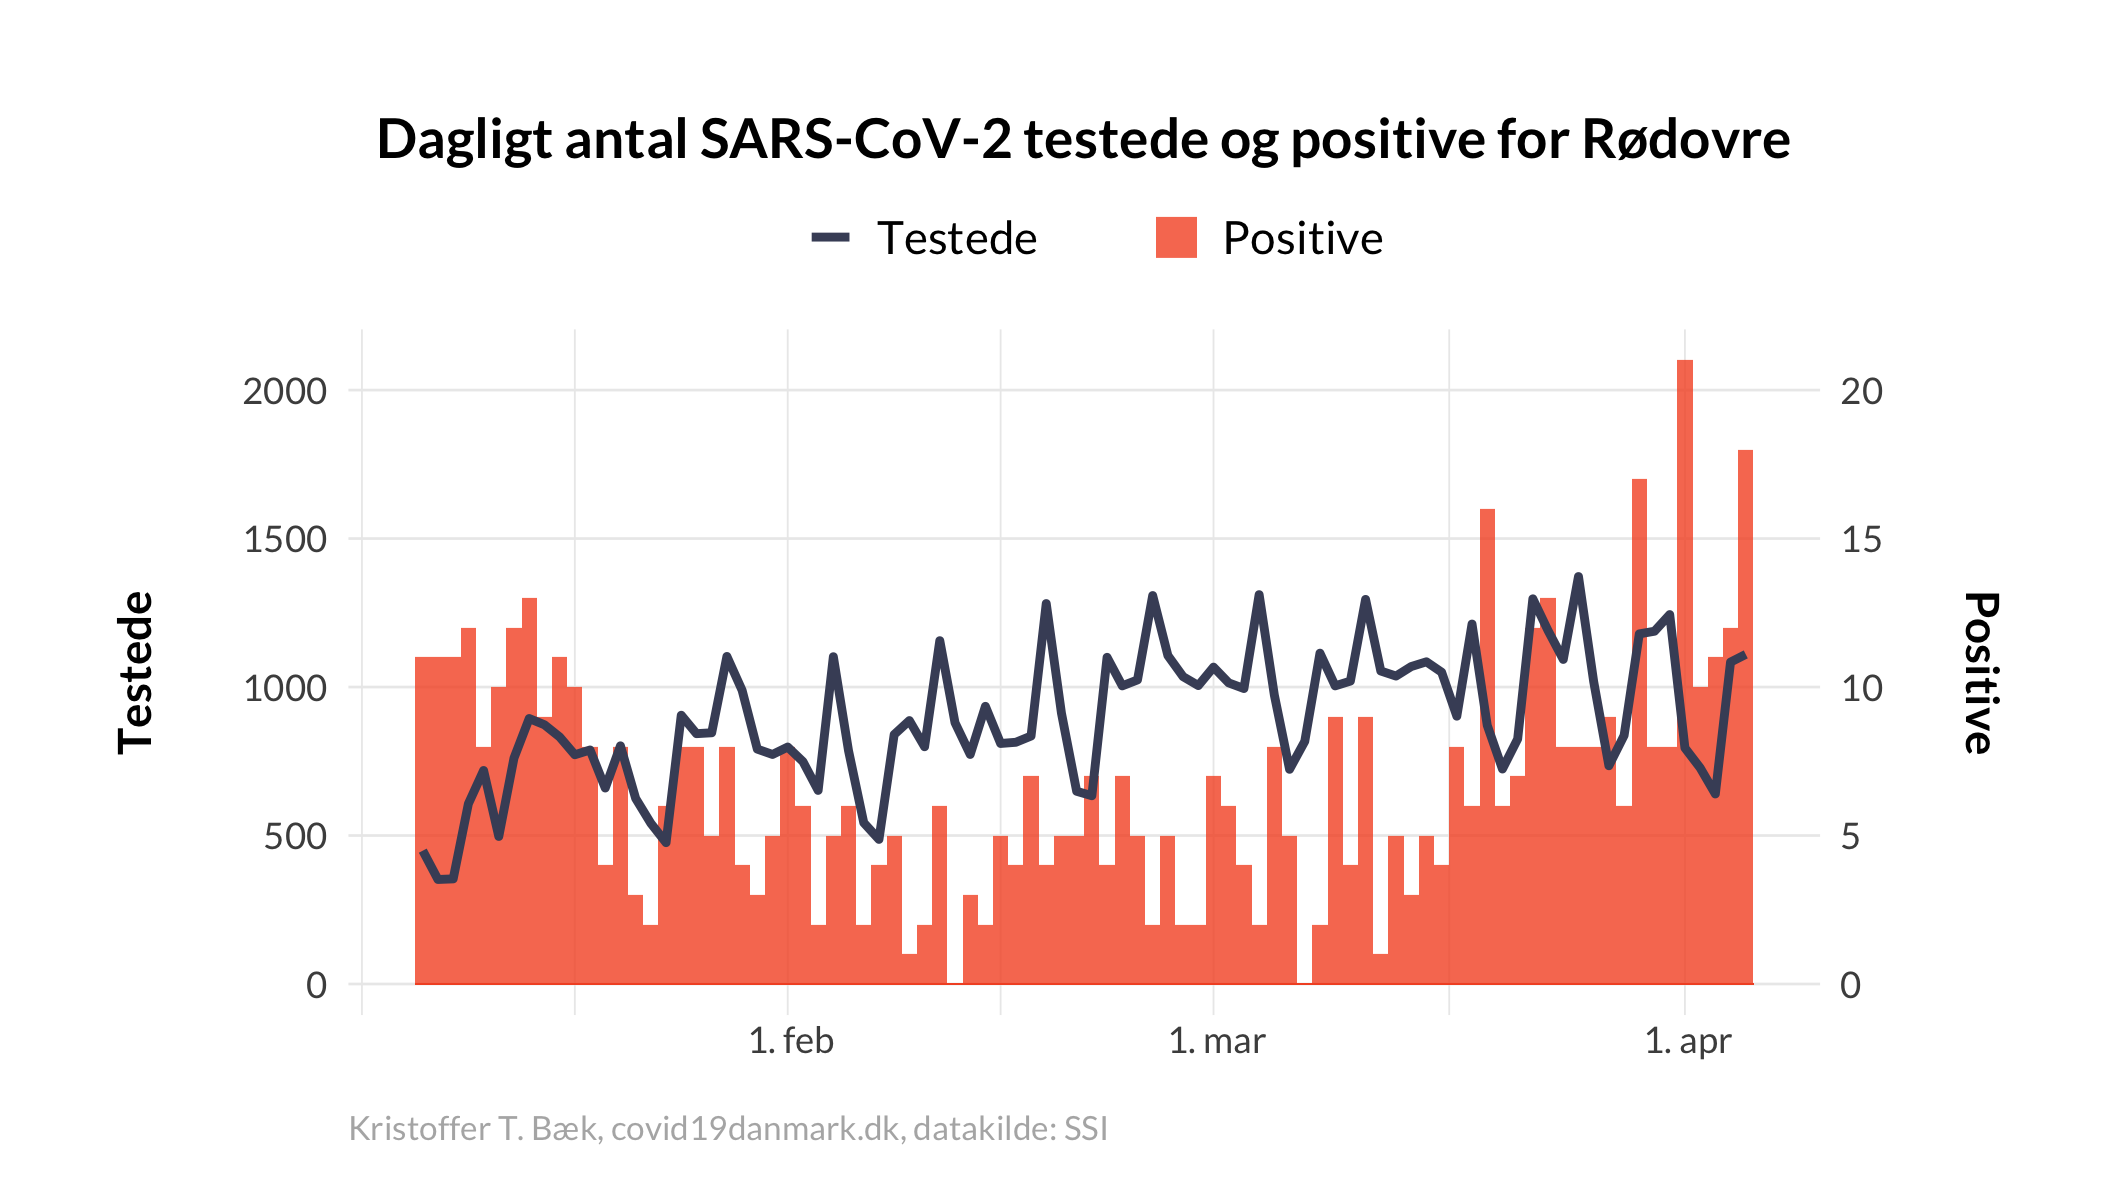 Dagligt antal SARS-CoV-2 testede og positive for Rødovre
Testede
Positive
2000
1500
1000
500
0
Testede
20
15
10
5
0
Positive
1. feb
1. mar
1. apr
Kristoffer T. Bæk, covid19danmark.dk, datakilde: SSI